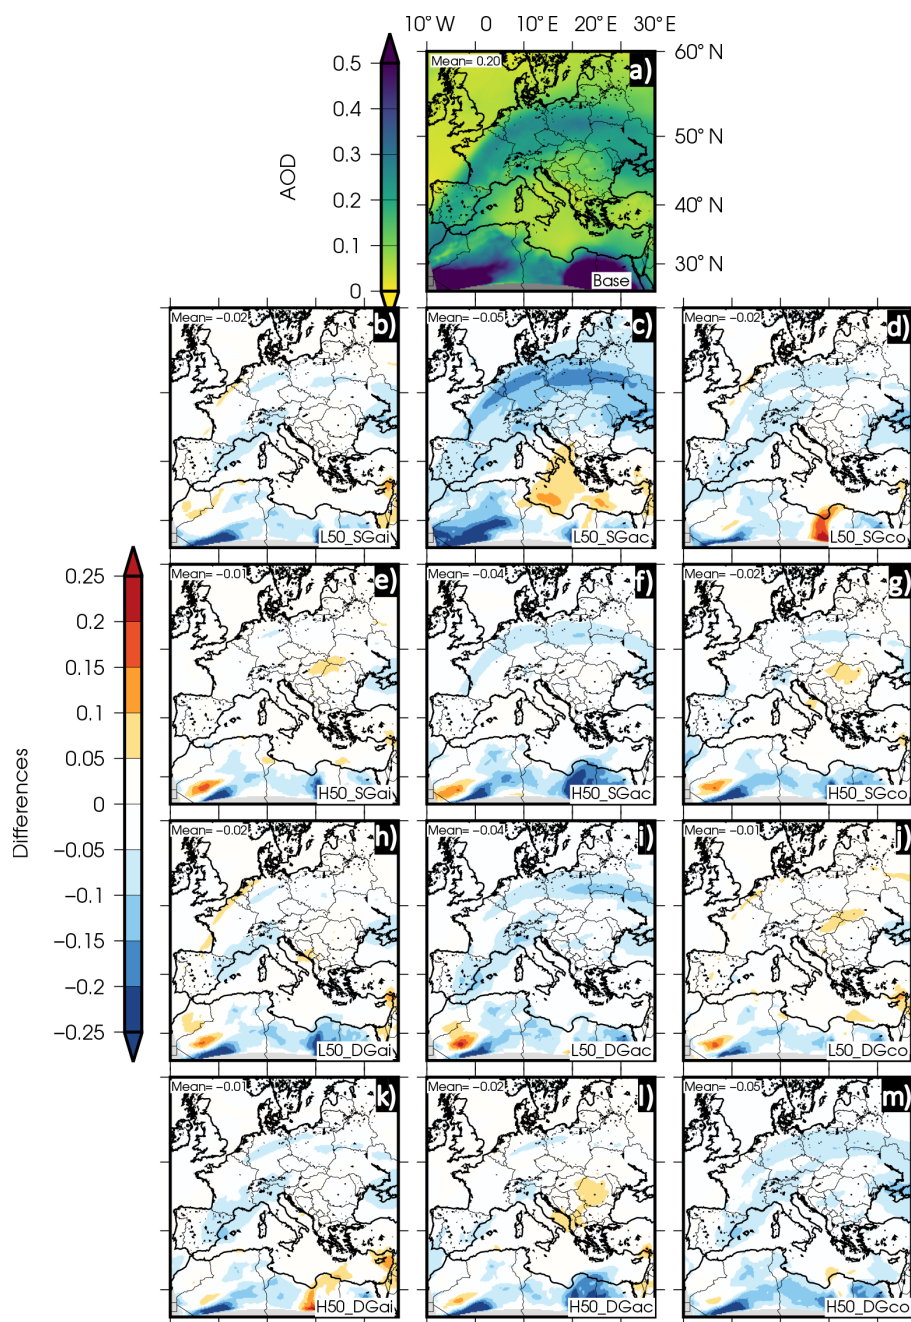 10° W 0 10° E 20° E 30° E
Mean= 0.20
a)
60° N
50° N
40° N
30° N
0.5
0.4
0.3
0.2
0.1
0
AOD
Base
Mean= −0.02
b)
L50_SGai
Mean= −0.05
c)
L50_SGac
Mean= −0.02
d)
L50_SGco
Mean= −0.01
e)
H50_SGai
Mean= −0.04
f)
H50_SGac
Mean= −0.02
g)
H50_SGco
0.25
0.2
0.15
0.1
0.05
0
−0.05
−0.1
−0.15
−0.2
−0.25
Differences
Mean= −0.02
h)
L50_DGai
Mean= −0.04
i)
L50_DGac
Mean= −0.01
j)
L50_DGco
Mean= −0.01
k)
H50_DGai
Mean= −0.02
l)
H50_DGac
Mean= −0.05
m)
H50_DGco